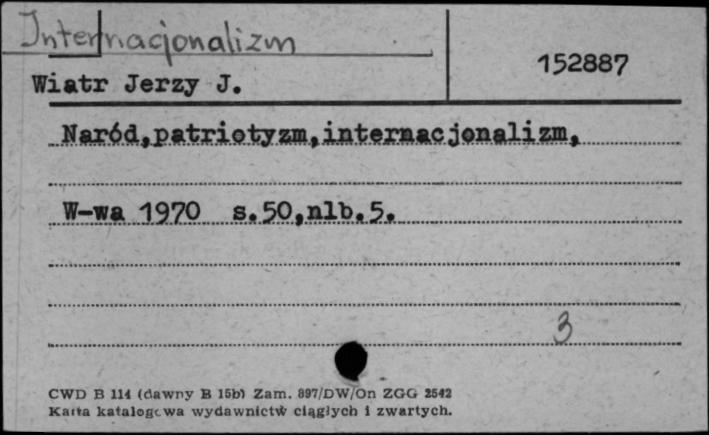 Internacjonalizm
152887
Wiatr Jerzy J.
Naród,patriotyzm,internacjonalizm,
W-wa 1970 s.50,nlb.5.
3
CWD B 114 (dawny B 15b) Zam. 897/DW/On ZGG 2542
Karta katalogowa wydawnictw ciągłych i zwartych.